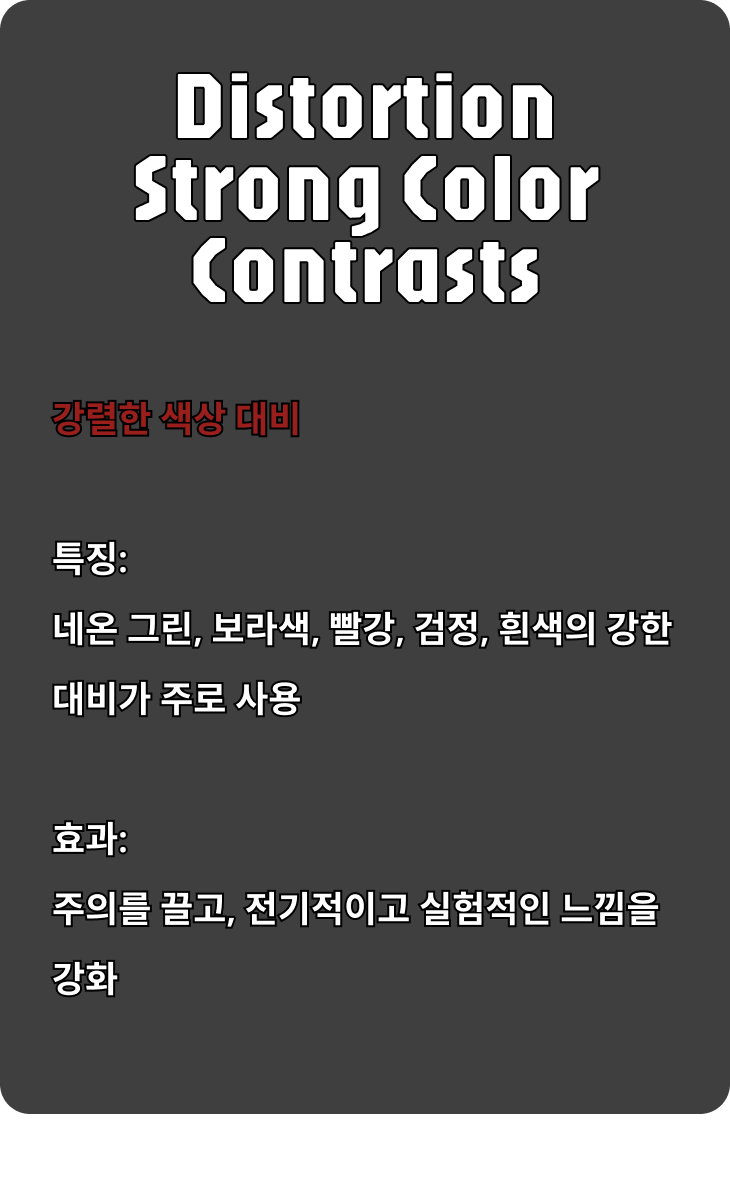 Distortion
Strong Color
Contrasts
강렬한 색상 대비
특징:
네온 그린, 보라색, 빨강, 검정, 흰색의 강한
대비가 주로 사용
효과:
주의를 끌고, 전기적이고 실험적인 느낌을
강화